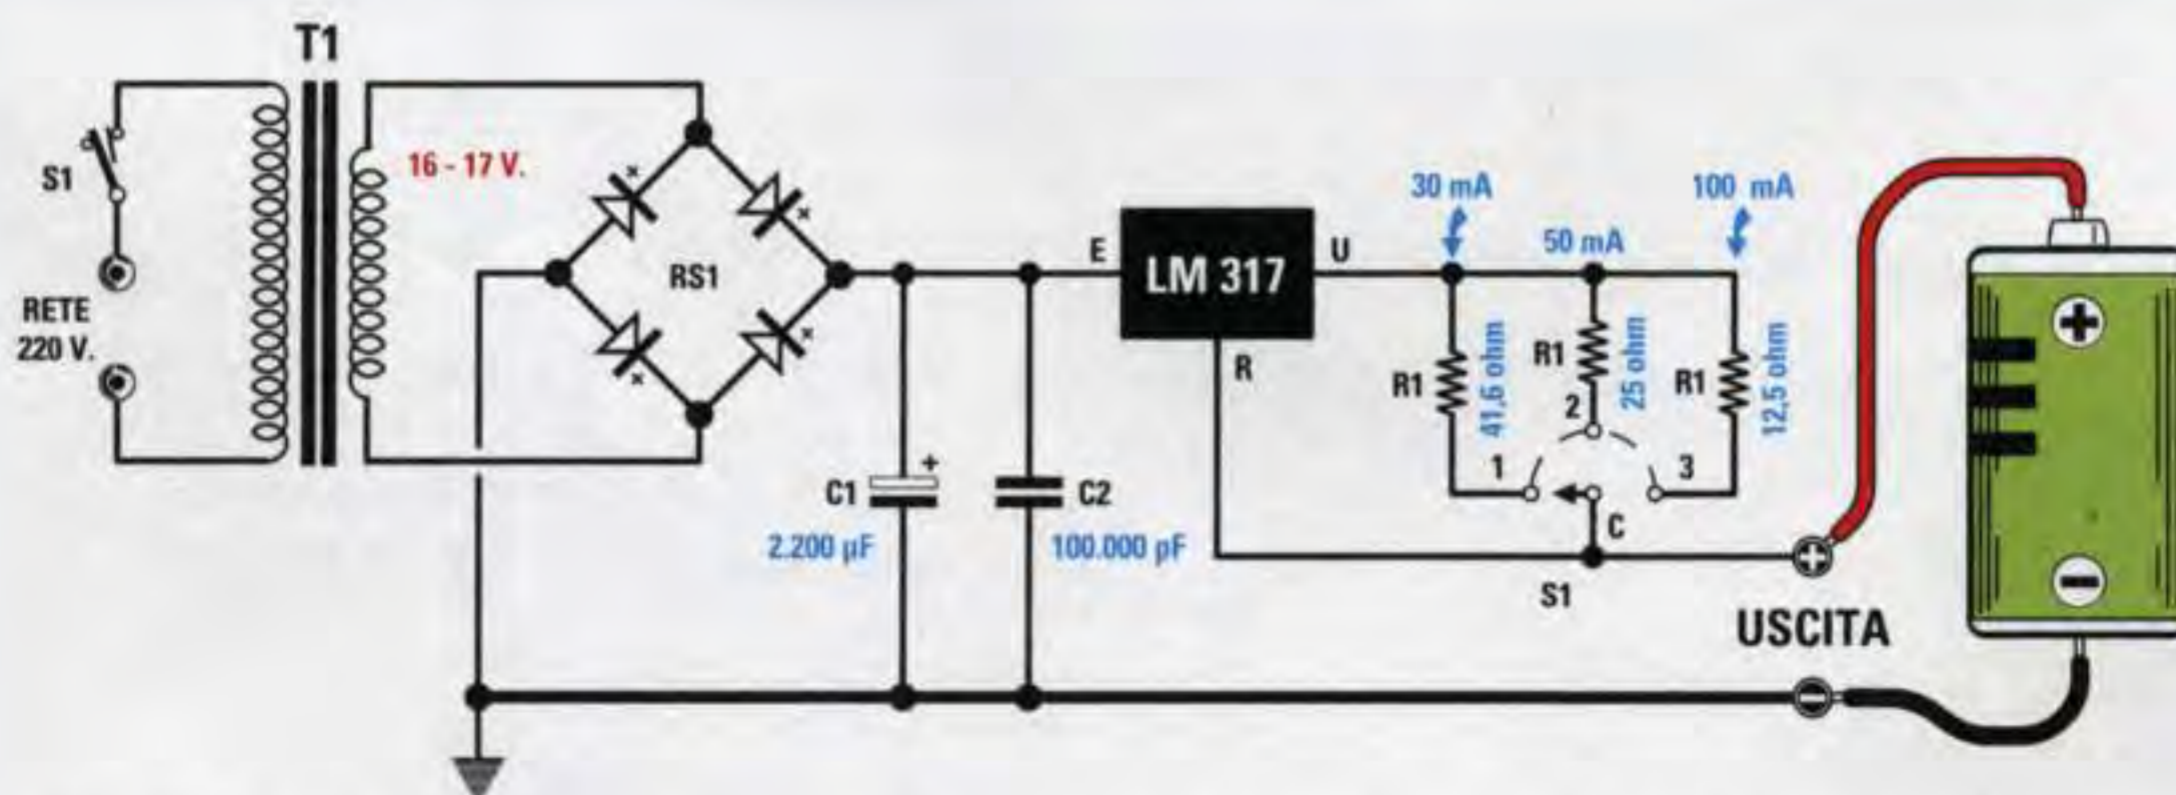 T1
S1
RETE
220 V.
16 - 17 V.
RS1
C1
+
2.200 µF
C2
100.000 pF
E
LM 317
U
R
30 mA
50 mA
100 mA
R1
41,6 ohm
R1
25 ohm
R1
12,5 ohm
1
2
3
C
S1
+
USCITA
-
+
-